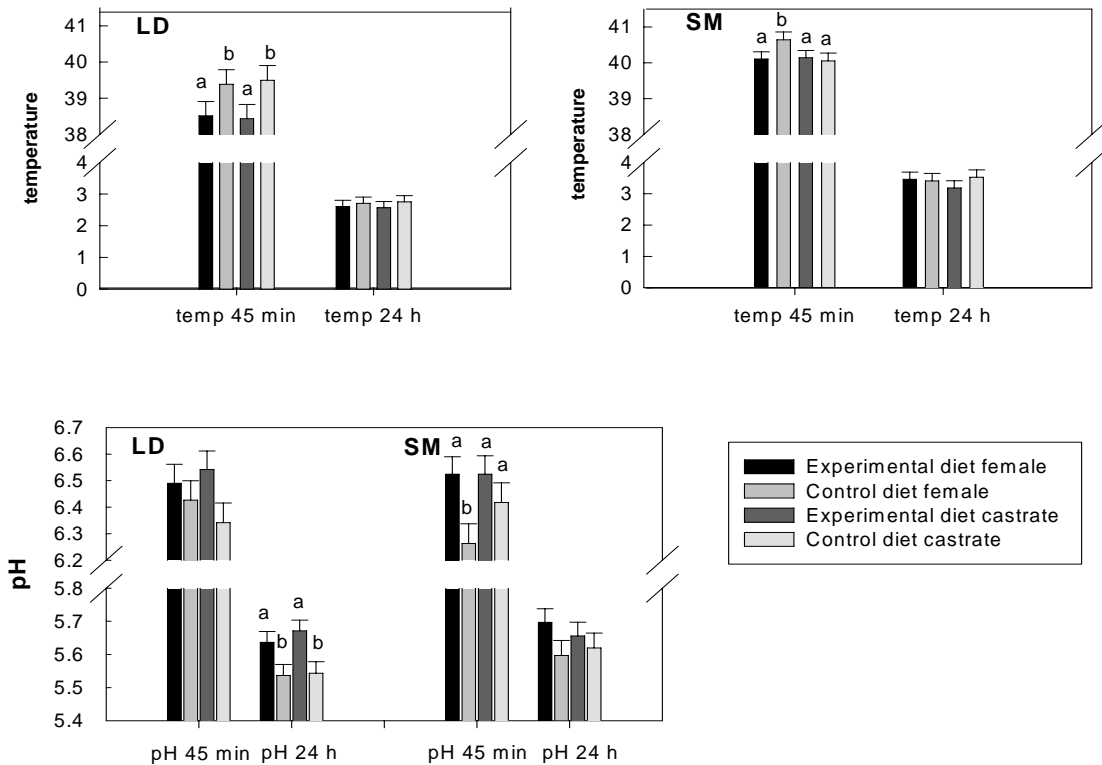 LD
b
b
a
a
temperature
41
40
39
38
4
3
2
1
0
temp 45 min
temp 24 h
SM
b
a
a
a
temperature
41
40
39
38
4
3
2
1
0
temp 45 min
temp 24 h
LD
SM
a
a
a
b
a
a
b
b
pH
6.7
6.6
6.5
6.4
6.3
6.2
5.8
5.7
5.6
5.5
5.4
pH 45 min
pH 24 h
pH 45 min
pH 24 h
Experimental diet female
Control diet female
Experimental diet castrate
Control diet castrate